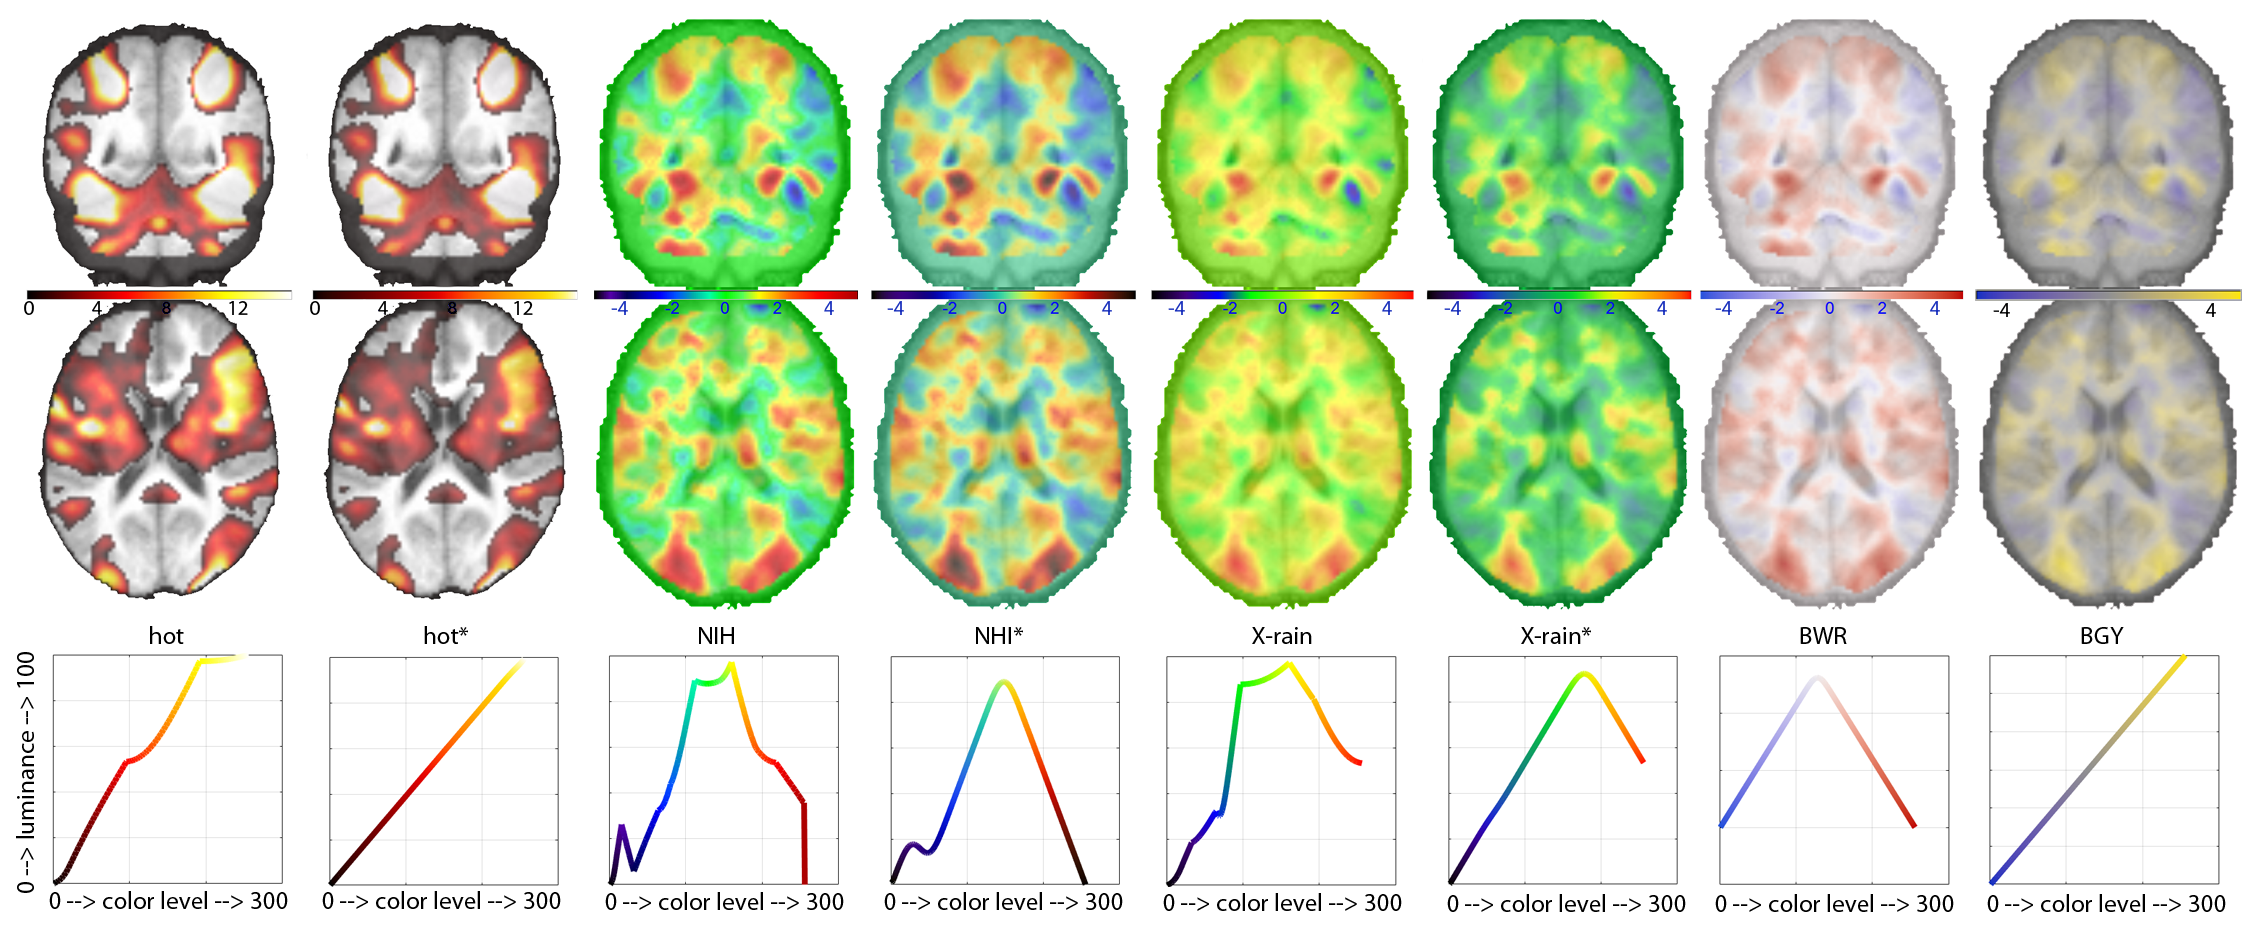 0 4 8 12
0 4 8 12
-4 -2 0 2 4
-4 -2 0 2 4
-4 -2 0 2 4
-4 -2 0 2 4
-4 -2 0 2 4
-4 4
hot
hot*
NIH
NHI*
X-rain
X-rain*
BWR
BGY
0 --> luminance --> 100
0 --> color level --> 300
0 --> color level --> 300
0 --> color level --> 300
0 --> color level --> 300
0 --> color level --> 300
0 --> color level --> 300
0 --> color level --> 300
0 --> color level --> 300